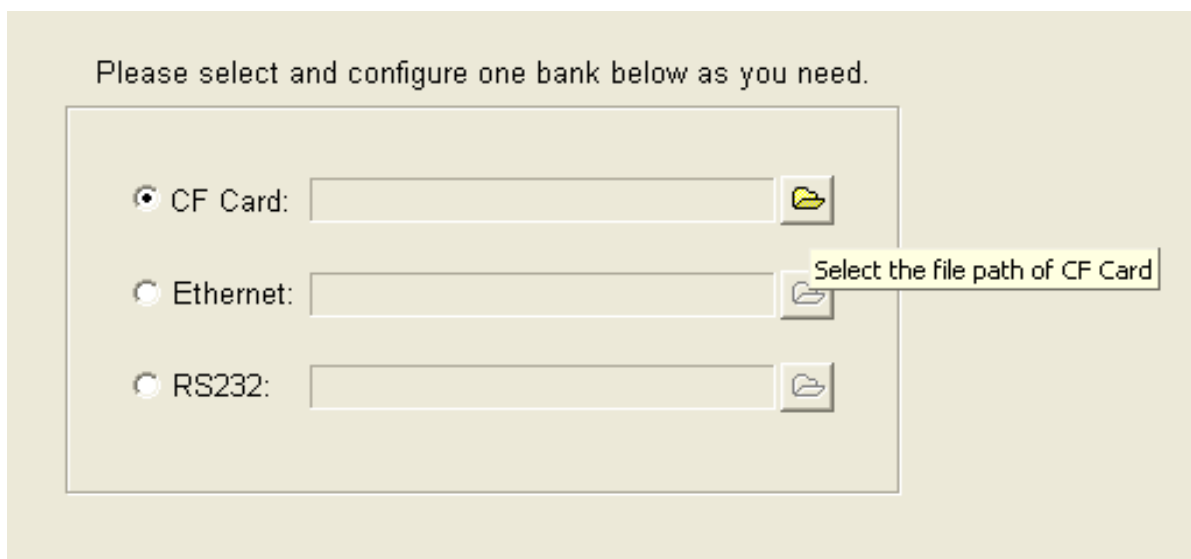 Please select and configure one bank below as you need.
CF Card:
Select the file path of CF Card
Ethernet:
RS232: